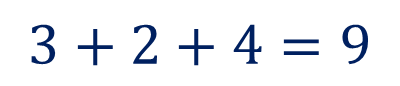 3 + 2 + 4 = 9